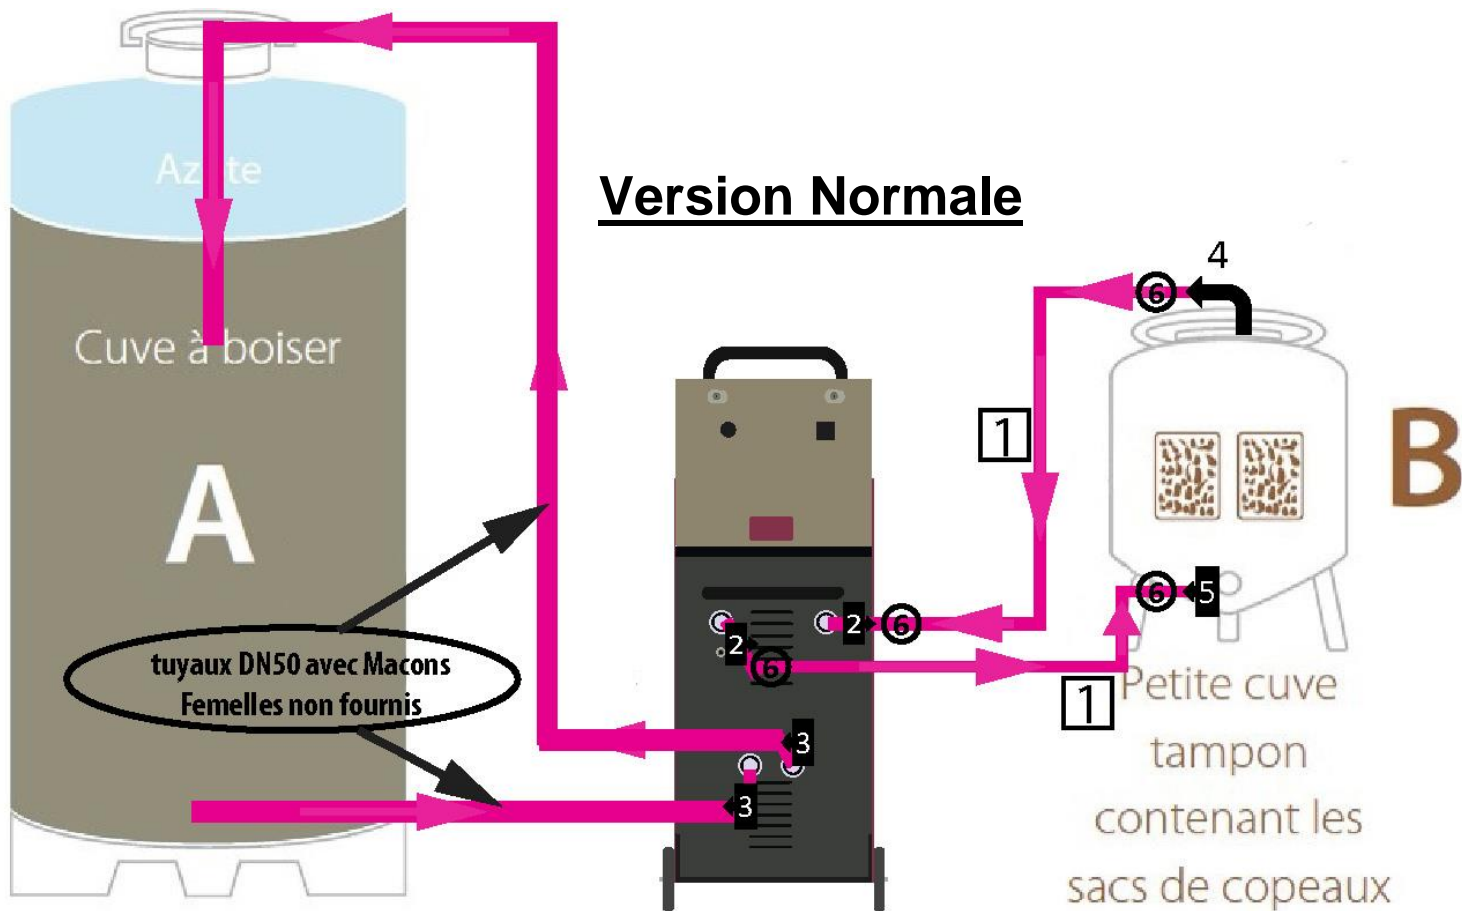 Azote
Version Normale
4
6
Cuve à boiser
1
A
B
6
5
2
2
6
6
tuyaux DN50 avec Macons
Femelles non fournis
1
Petite cuve
tampon
contenant les
sacs de copeaux
3
3